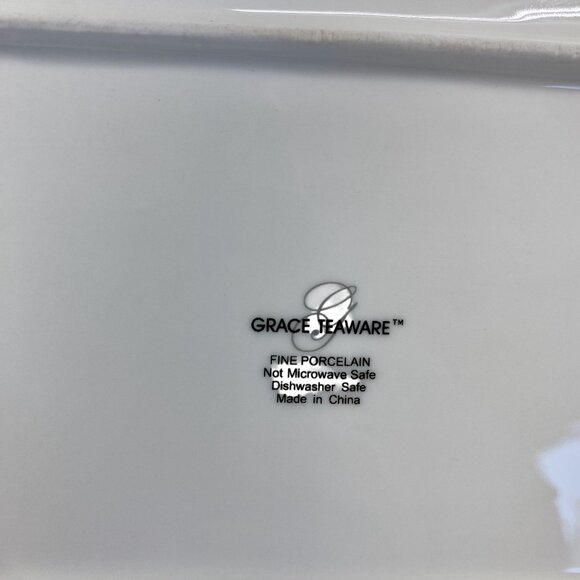 G
GRACE TEAWARE™
FINE PORCELAIN
Not Microwave Safe
Dishwasher Safe
Made in China